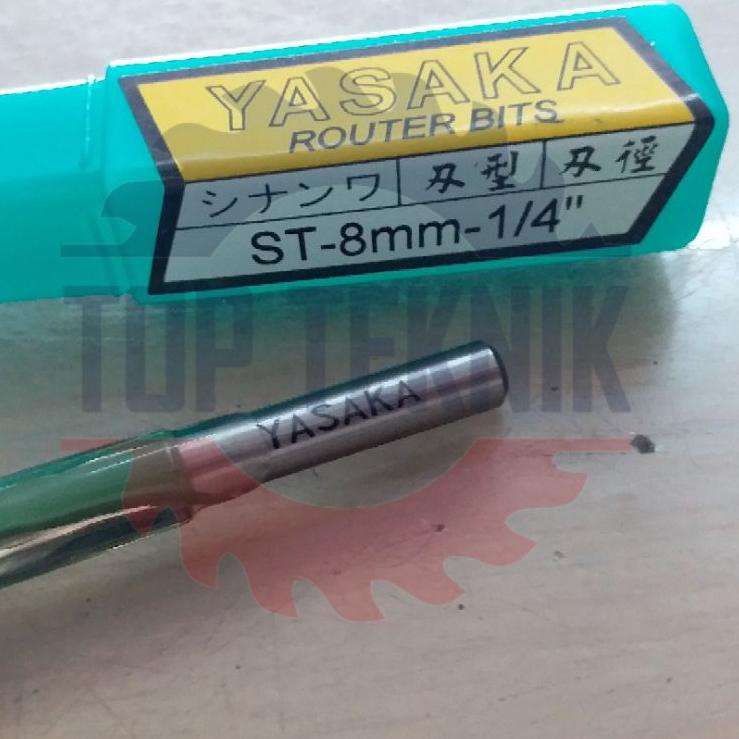 YASAKA
ROUTER BITS
シナンワ 刄型 刄徑
ST-8mm-1/4"
TOP TEKNIK
YASAKA